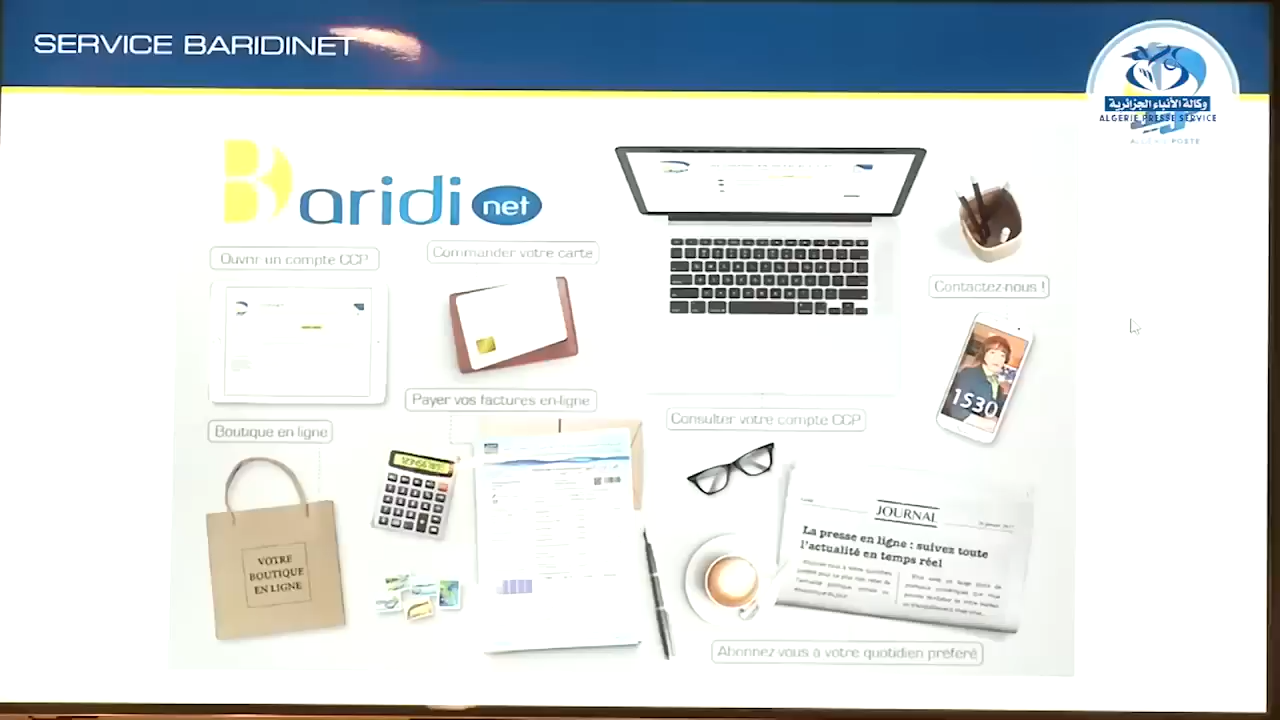 SERVICE BARIDINET
وكالة الأنباء الجزائرية
ALGERIE PRESSE SERVICE
POSTE
Baridi net
Ouvrir un compte CCP
Commander votre carte
Contactez-nous !
1530
Payer vos factures en-ligne
Consulter votre compte CCP
Boutique en ligne
VOTRE
BOUTIQUE
EN LIGNE
JOURNAL
La presse en ligne : suivez toute
l'actualité en temps réel
Abonnez vous à votre quotidien préféré